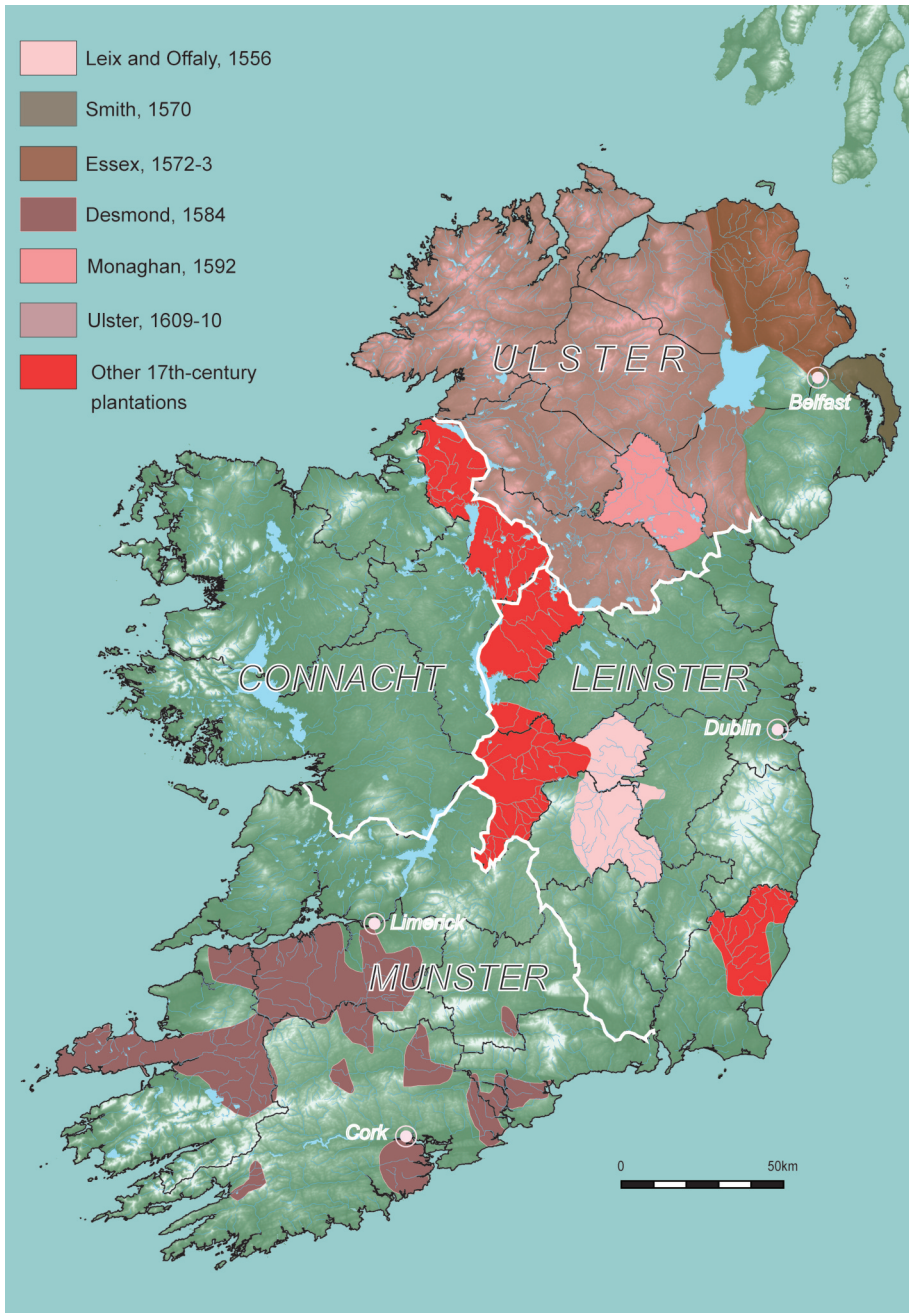 Leix and Offaly, 1556
Smith, 1570
Essex, 1572-3
Desmond, 1584
Monaghan, 1592
Ulster, 1609-10
Other 17th-century
plantations
ULSTER
Belfast
CONNACHT
LEINSTER
Dublin
Limerick
MUNSTER
Cork
0 50km